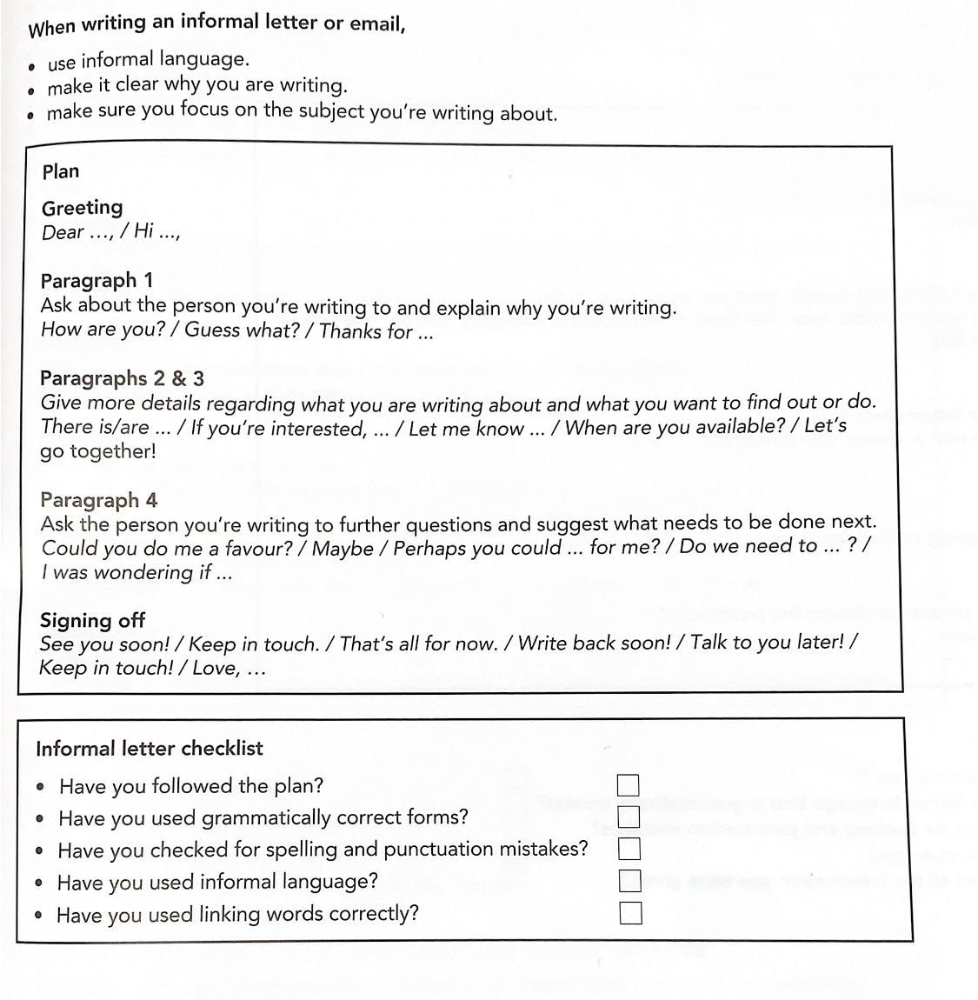 When writing an informal letter or email,
• use informal language.
• make it clear why you are writing.
• make sure you focus on the subject you're writing about.
Plan
Greeting
Dear ..., / Hi ...,
Paragraph 1
Ask about the person you're writing to and explain why you're writing.
How are you? / Guess what? / Thanks for ...
Paragraphs 2 & 3
Give more details regarding what you are writing about and what you want to find out or do.
There is/are ... / If you're interested, ... / Let me know ... / When are you available? / Let's
go together!
Paragraph 4
Ask the person you're writing to further questions and suggest what needs to be done next.
Could you do me a favour? / Maybe / Perhaps you could ... for me? / Do we need to ... ? /
I was wondering if ...
Signing off
See you soon! / Keep in touch. / That's all for now. / Write back soon! / Talk to you later! /
Keep in touch! / Love, ...
Informal letter checklist
• Have you followed the plan?
• Have you used grammatically correct forms?
• Have you checked for spelling and punctuation mistakes?
• Have you used informal language?
• Have you used linking words correctly?